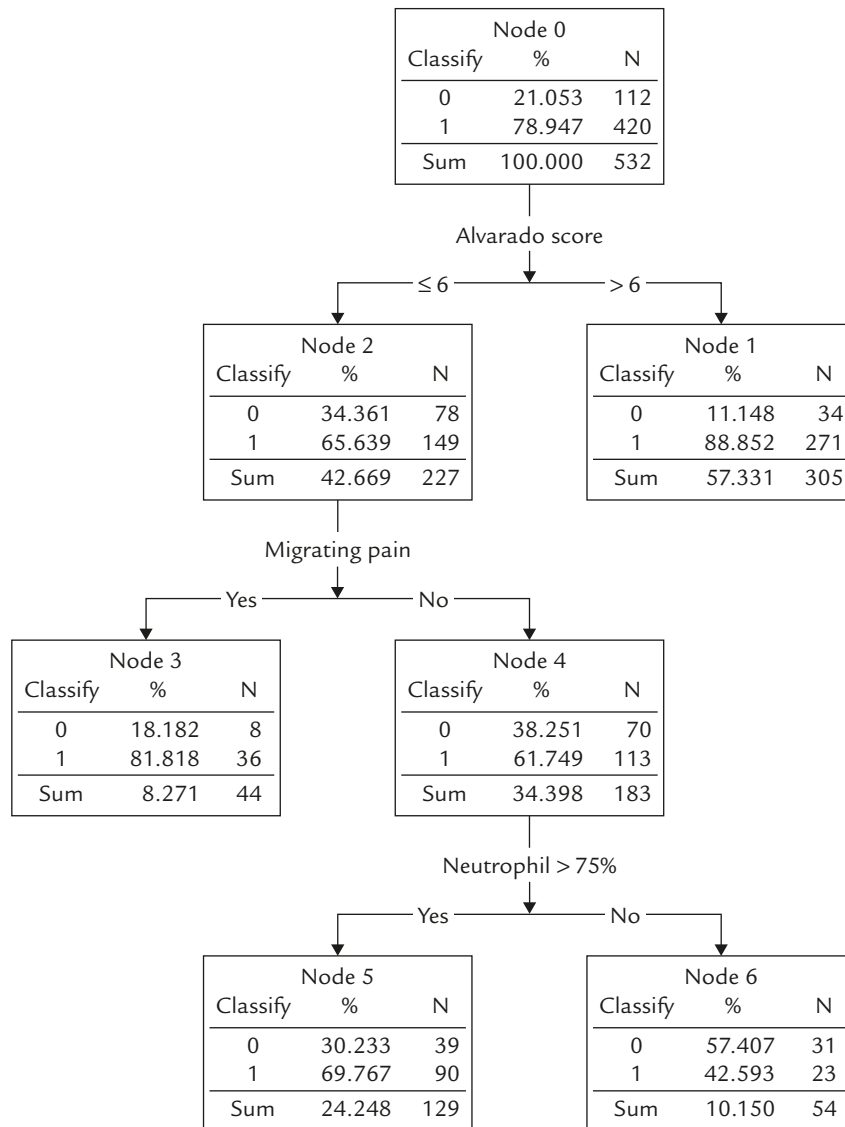 Node 0
Classify % N
0 21.053 112
1 78.947 420
Sum 100.000 532
Alvarado score
≤ 6 > 6
Node 2
Classify % N
0 34.361 78
1 65.639 149
Sum 42.669 227
Node 1
Classify % N
0 11.148 34
1 88.852 271
Sum 57.331 305
Migrating pain
Yes No
Node 3
Classify % N
0 18.182 8
1 81.818 36
Sum 8.271 44
Node 4
Classify % N
0 38.251 70
1 61.749 113
Sum 34.398 183
Neutrophil > 75%
Yes No
Node 5
Classify % N
0 30.233 39
1 69.767 90
Sum 24.248 129
Node 6
Classify % N
0 57.407 31
1 42.593 23
Sum 10.150 54